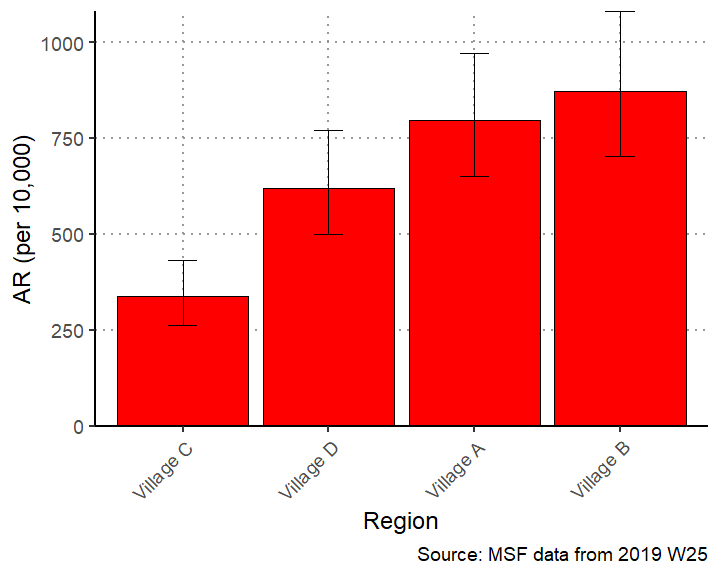 AR (per 10,000)
1000
750
500
250
0
Village C
Village D
Village A
Village B
Region
Source: MSF data from 2019 W25